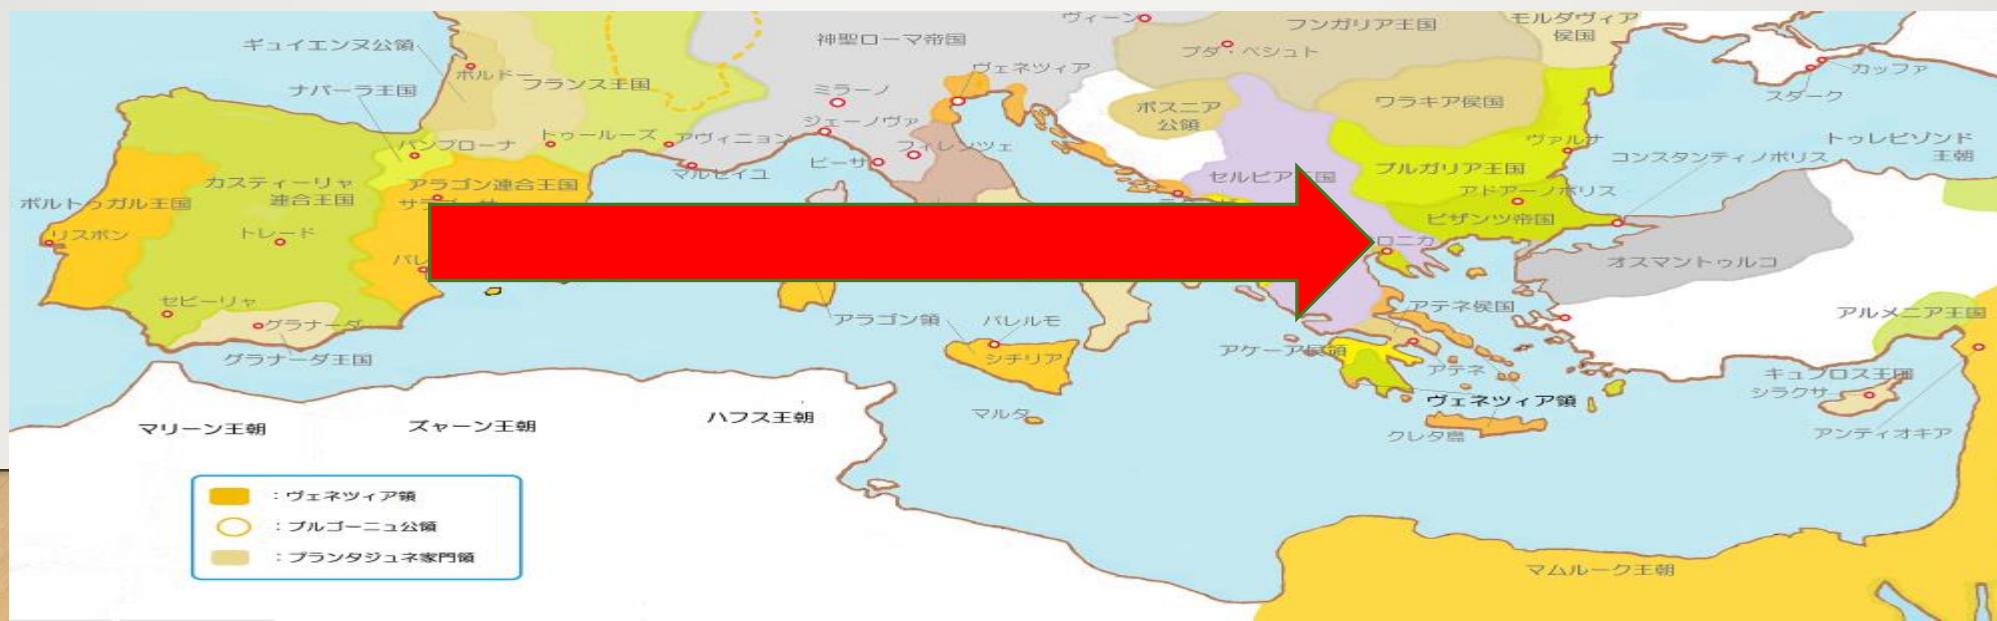 ヴィーン
フンガリア王国
モルダヴィア
侯国
ギュイエンヌ公領
神聖ローマ帝国
ブダ・ペシュト
ボルドー
フランス王国
ヴェネツィア
カッファ
ナバーラ王国
ミラーノ
スダーク
ボスニア
公領
ワラキア侯国
ジェーノヴァ
トゥールーズ
アヴィニョン
パンプローナ
フィレンツェ
ピーサ
ヴァルナ
トゥレビゾンド
王朝
コンスタンティノポリス
マルセイユ
ブルガリア王国
カスティーリャ
連合王国
アラゴン連合王国
セルビア王国
アドアーノポリス
ポルトゥガル王国
ビザンツ帝国
リスボン
トレード
ロニカ
オスマントゥルコ
セビーリャ
グラナーダ
アラゴン領
パレルモ
アテネ侯国
アルメニア王国
グラナーダ王国
シチリア
アケーア侯領
アテネ
キュプロス王国
シラクサ
マルタ
ヴェネツィア領
クレタ島
アンティオキア
マリーン王朝
ズャーン王朝
ハフス王朝
：ヴェネツィア領
：ブルゴーニュ公領
：プランタジュネ家門領
マムルーク王朝